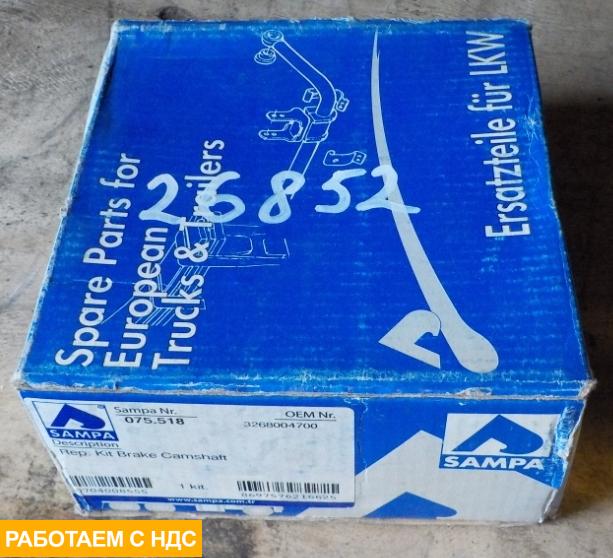 Spare Parts for
European
Trucks & Trailers
Ersatzteile für LKW
26852
SAMPA
Sampa Nr.
075.518
OEM Nr.
3268004700
Description
Rep. Kit Brake Camshaft
1 kit.
8697576216625
www.sampa.com.tr
SAMPA
РАБОТАЕМ С НДС